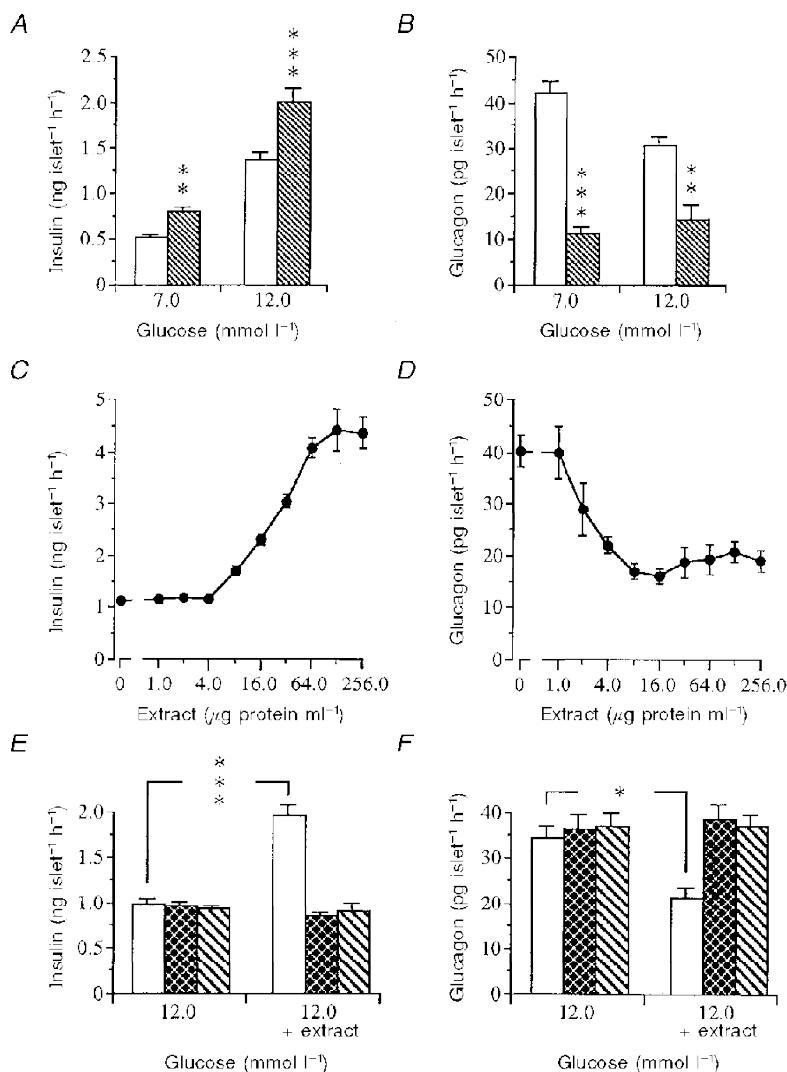 A
Insulin (ng islet⁻¹ h⁻¹)
2.5
2.0
1.5
1.0
0.5
0
**
***
7.0 12.0
Glucose (mmol l⁻¹)
B
Glucagon (pg islet⁻¹ h⁻¹)
50
40
30
20
10
0
***
**
7.0 12.0
Glucose (mmol l⁻¹)
C
Insulin (ng islet⁻¹ h⁻¹)
5
4
3
2
1
0
0 1.0 4.0 16.0 64.0 256.0
Extract (μg protein ml⁻¹)
D
Glucagon (pg islet⁻¹ h⁻¹)
50
40
30
20
10
0
0 1.0 4.0 16.0 64.0 256.0
Extract (μg protein ml⁻¹)
E
Insulin (ng islet⁻¹ h⁻¹)
2.0
1.5
1.0
0.5
0
***
12.0 12.0
+ extract
Glucose (mmol l⁻¹)
F
Glucagon (pg islet⁻¹ h⁻¹)
40
30
20
10
0
*
12.0 12.0
+ extract
Glucose (mmol l⁻¹)